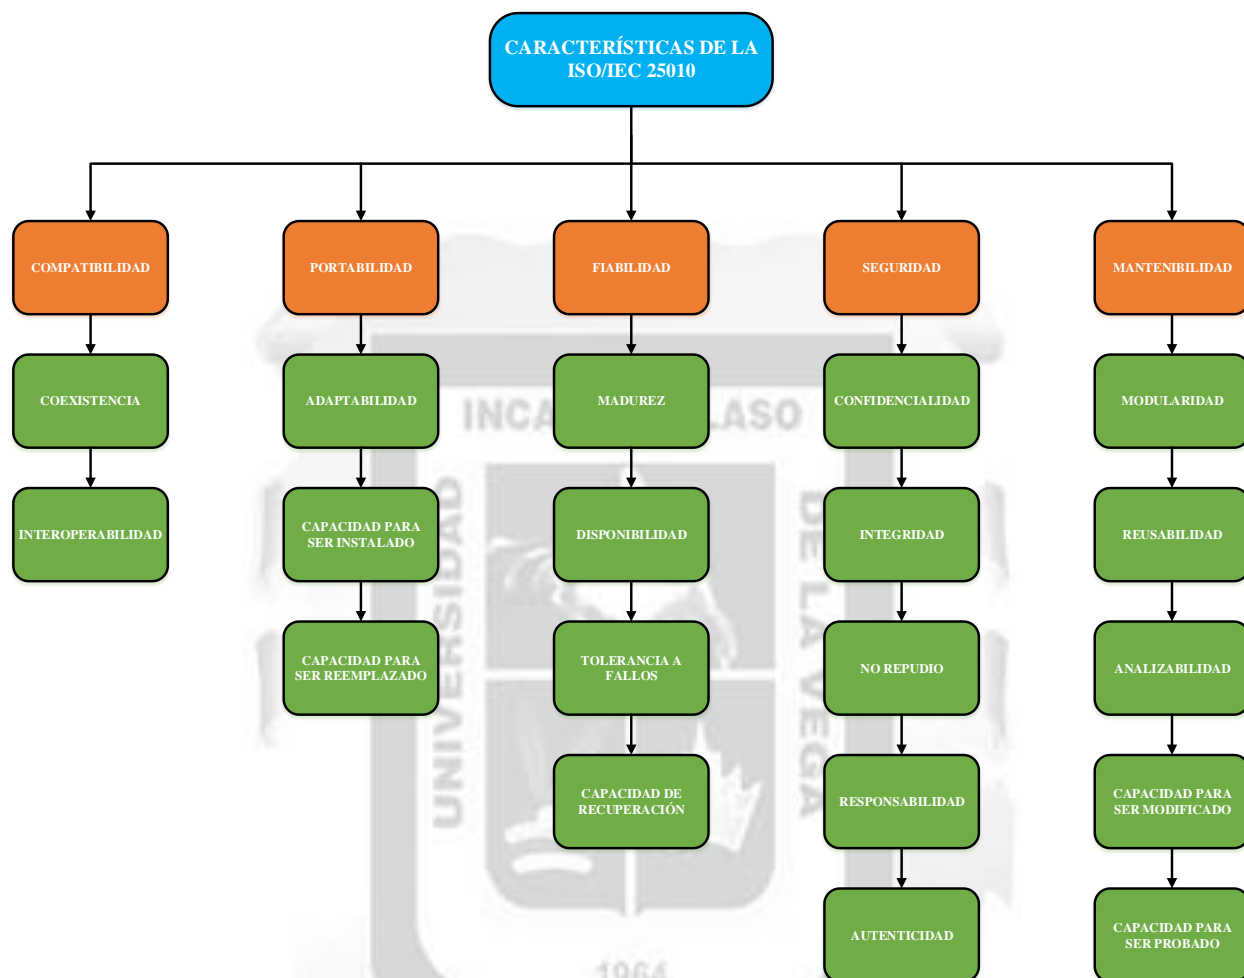 CARACTERÍSTICAS DE LA
ISO/IEC 25010
COMPATIBILIDAD
PORTABILIDAD
FIABILIDAD
SEGURIDAD
MANTENIBILIDAD
COEXISTENCIA
ADAPTABILIDAD
MADUREZ
CONFIDENCIALIDAD
MODULARIDAD
INTEROPERABILIDAD
CAPACIDAD PARA
SER INSTALADO
DISPONIBILIDAD
INTEGRIDAD
REUSABILIDAD
CAPACIDAD PARA
SER REEMPLAZADO
TOLERANCIA A
FALLOS
NO REPUDIO
ANALIZABILIDAD
CAPACIDAD DE
RECUPERACIÓN
RESPONSABILIDAD
CAPACIDAD PARA
SER MODIFICADO
AUTENTICIDAD
CAPACIDAD PARA
SER PROBADO
UNIVERSIDAD
INCA
LASO
DE LA VEGA
1964